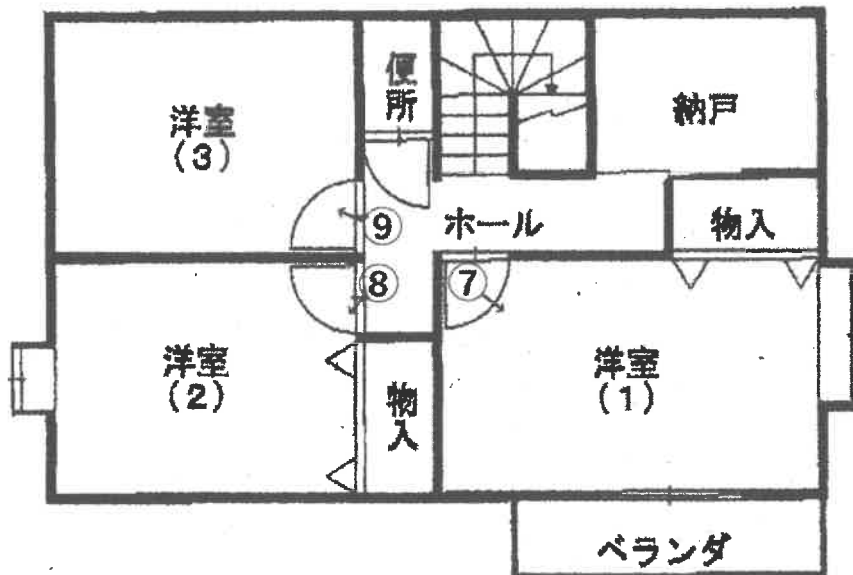 便所
洋室
(3)
納戸
⑨
ホール
物入
⑧
⑦
洋室
(2)
物入
洋室
(1)
ベランダ